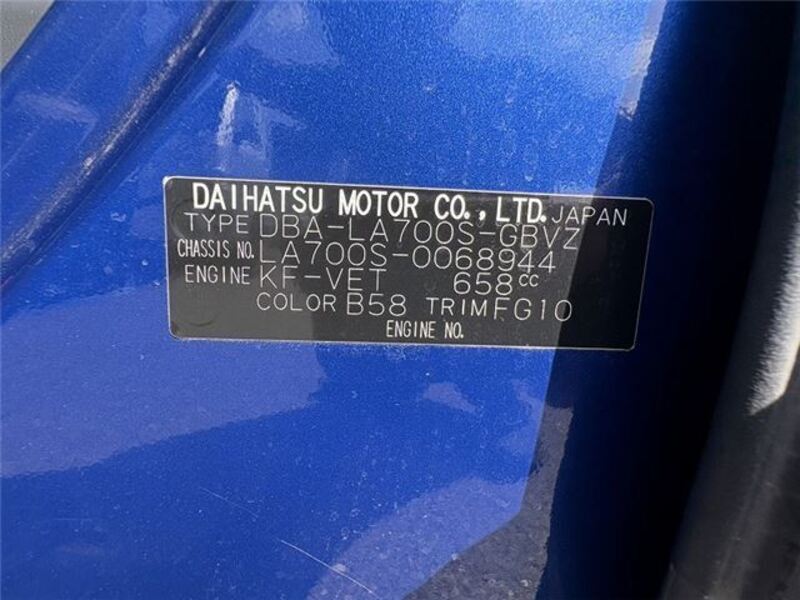 DAIHATSU MOTOR CO., LTD. JAPAN
TYPE DBA-LA700S-GBVZ
CHASSIS NO. LA700S-0068944
ENGINE KF-VET 658cc
COLOR B58 TRIM FG10
ENGINE NO.